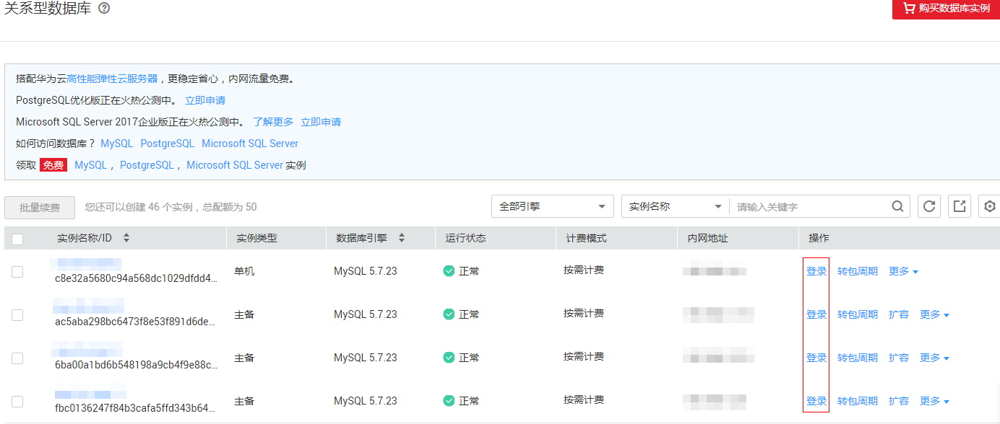 关系型数据库 ?
购买数据库实例
搭配华为云高性能弹性云服务器，更稳定省心，内网流量免费。
PostgreSQL优化版正在火热公测中。 立即申请
Microsoft SQL Server 2017企业版正在火热公测中。 了解更多 立即申请
如何访问数据库？ MySQL PostgreSQL Microsoft SQL Server
领取 免费 MySQL ， PostgreSQL ， Microsoft SQL Server 实例
批量续费 您还可以创建 46 个实例，总配额为 50 全部引擎 实例名称 请输入关键字
实例名称/ID 实例类型 数据库引擎 运行状态 计费模式 内网地址 操作
c8e32a5680c94a568dc1029dfdd4... 单机 MySQL 5.7.23 正常 按需计费 登录 转包周期 更多
ac5aba298bc6473f8e53f891d6de... 主备 MySQL 5.7.23 正常 按需计费 登录 转包周期 扩容 更多
6ba00a1bd6b548198a9cb4f9e88c... 主备 MySQL 5.7.23 正常 按需计费 登录 转包周期 扩容 更多
fbc0136247f84b3cafa5ffd343b64... 主备 MySQL 5.7.23 正常 按需计费 登录 转包周期 扩容 更多